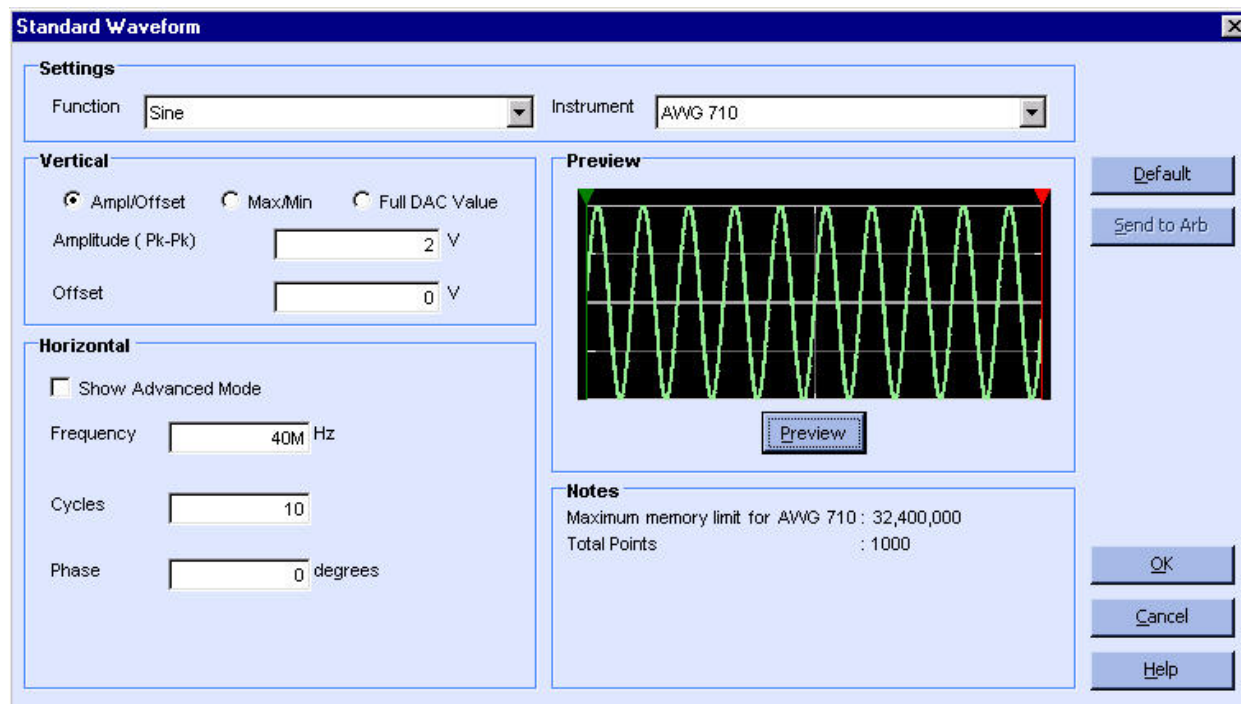 Standard Waveform
Settings
Function Sine Instrument AWG 710
Vertical
Ampl/Offset Max/Min Full DAC Value
Amplitude ( Pk-Pk) 2 V
Offset 0 V
Horizontal
Show Advanced Mode
Frequency 40M Hz
Cycles 10
Phase 0 degrees
Preview
Preview
Notes
Maximum memory limit for AWG 710 : 32,400,000
Total Points : 1000
Default
Send to Arb
OK
Cancel
Help